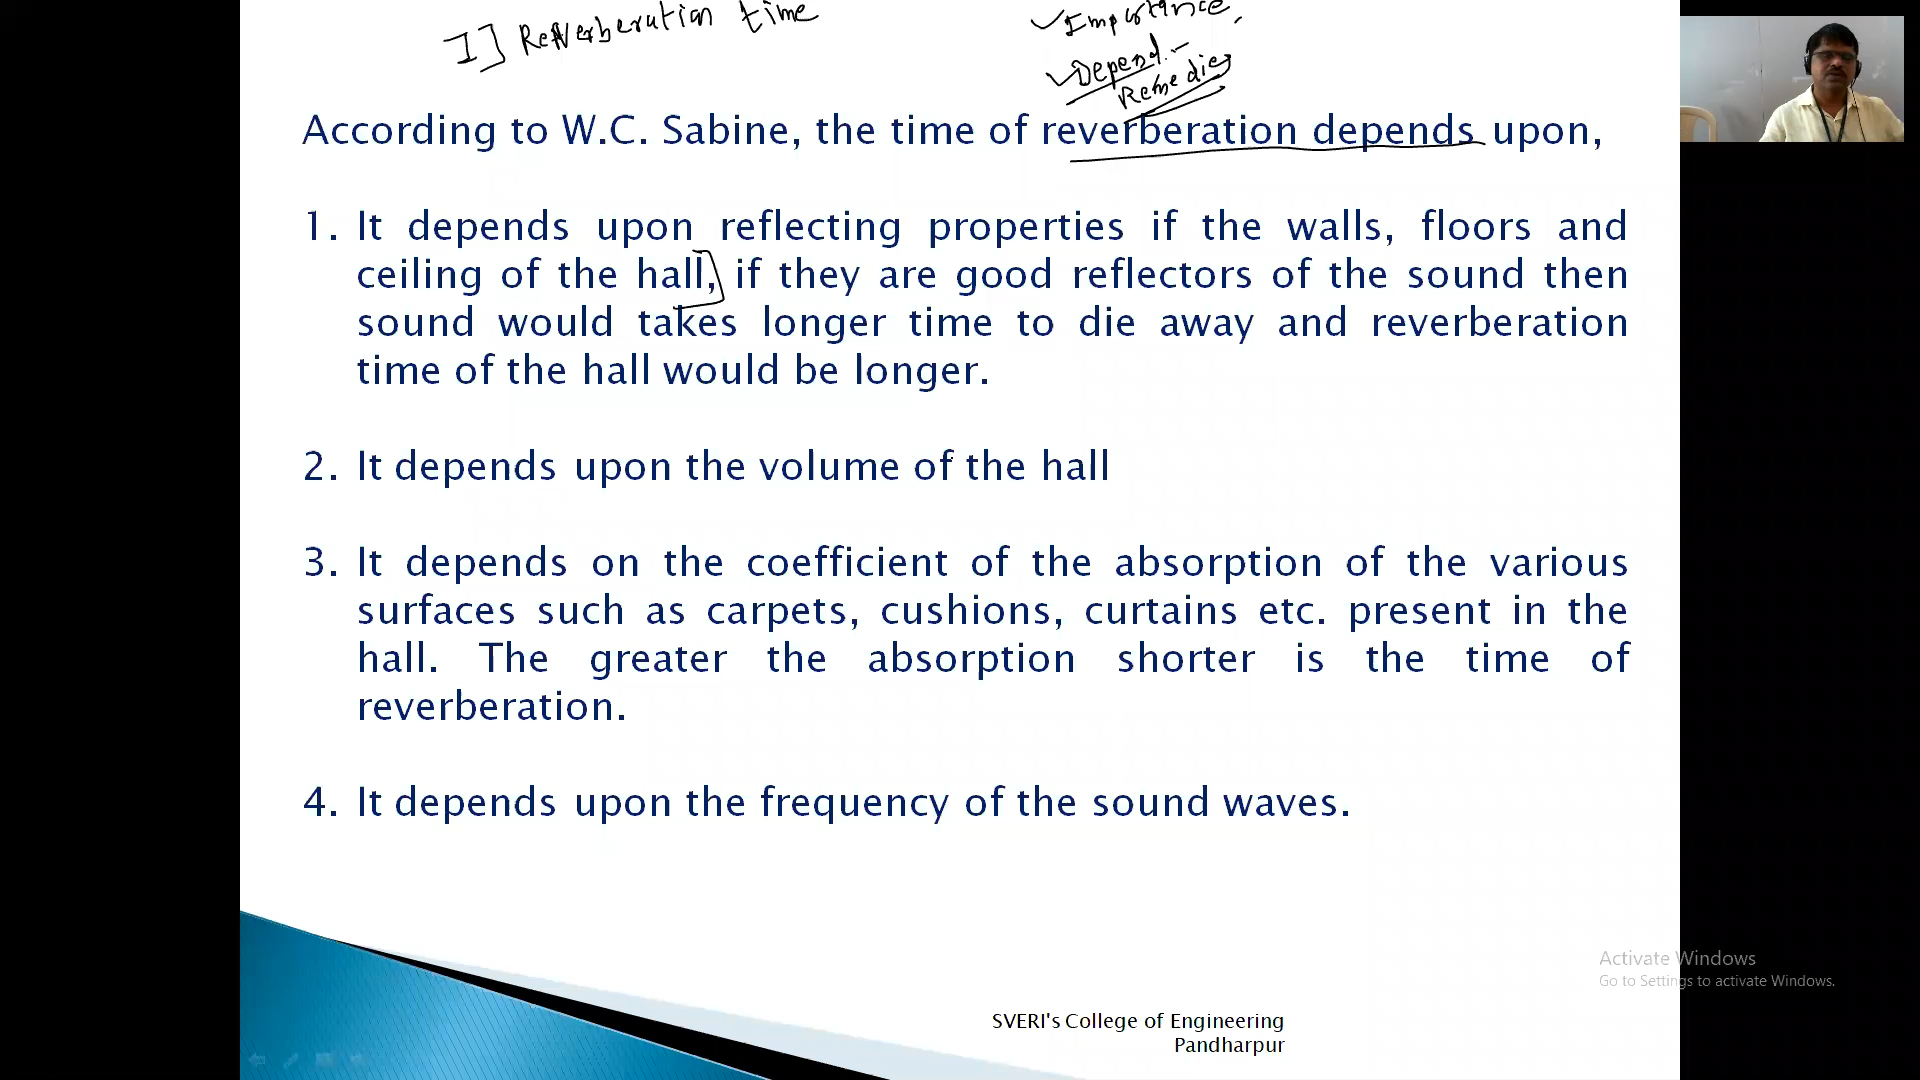 I] Reverberation time
✓Importance,
✓Depend.-
Remedies
According to W.C. Sabine, the time of reverberation depends upon,
1. It depends upon reflecting properties if the walls, floors and
ceiling of the hall, if they are good reflectors of the sound then
sound would takes longer time to die away and reverberation
time of the hall would be longer.
2. It depends upon the volume of the hall
3. It depends on the coefficient of the absorption of the various
surfaces such as carpets, cushions, curtains etc. present in the
hall. The greater the absorption shorter is the time of
reverberation.
4. It depends upon the frequency of the sound waves.
Activate Windows
Go to Settings to activate Windows.
SVERI's College of Engineering
Pandharpur